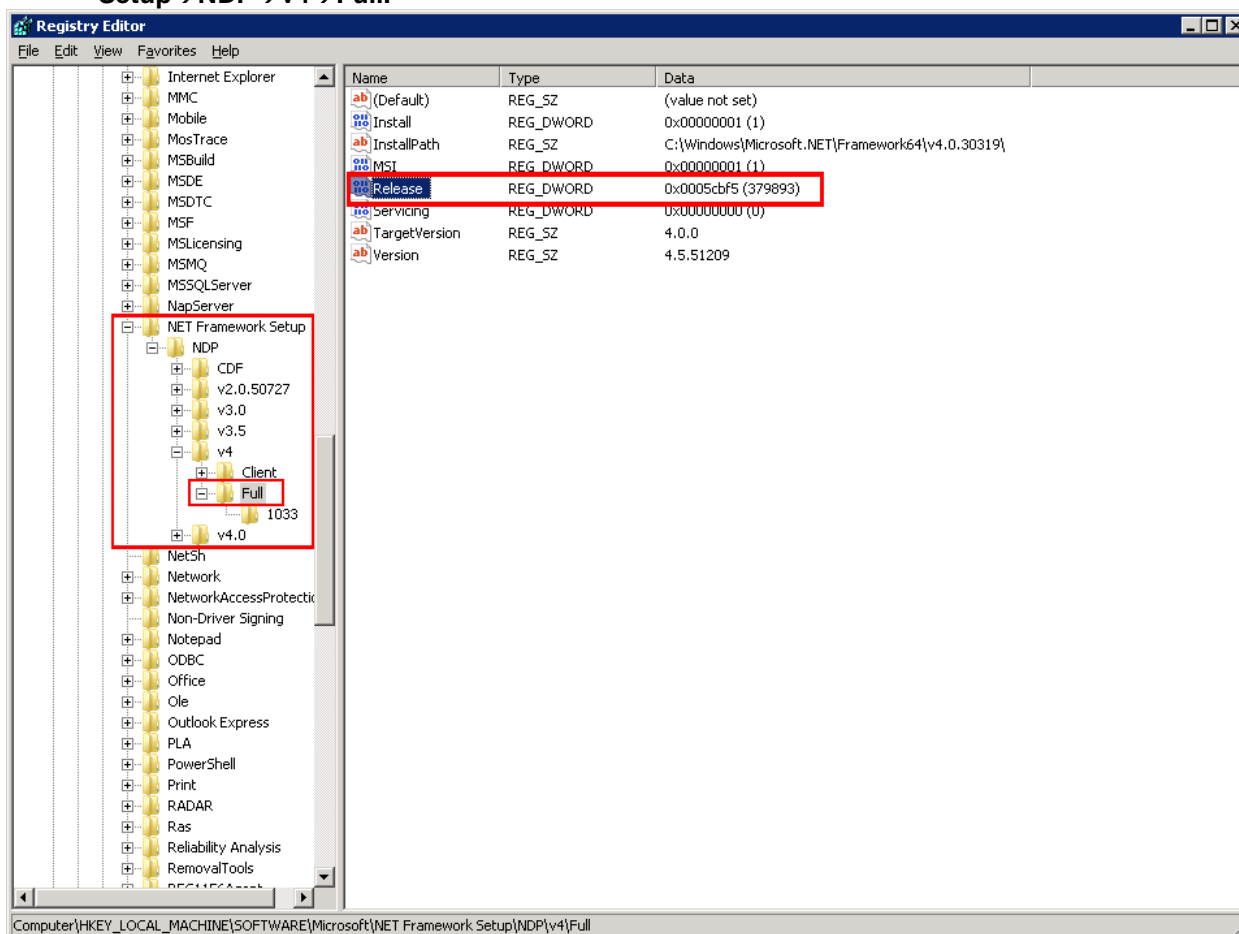 Setup→NDP→v4→Full.
Registry Editor
File Edit View Favorites Help
Internet Explorer
MMC
Mobile
MosTrace
MSBuild
MSDE
MSDTC
MSF
MSLicensing
MSMQ
MSSQLServer
NapServer
NET Framework Setup
NDP
CDF
v2.0.50727
v3.0
v3.5
v4
Client
Full
1033
v4.0
NetSh
Network
NetworkAccessProtectic
Non-Driver Signing
Notepad
ODBC
Office
Ole
Outlook Express
PLA
PowerShell
Print
RADAR
Ras
Reliability Analysis
RemovalTools
Name Type Data
(Default) REG_SZ (value not set)
Install REG_DWORD 0x00000001 (1)
InstallPath REG_SZ C:\Windows\Microsoft.NET\Framework64\v4.0.30319\
MSI REG_DWORD 0x00000001 (1)
Release REG_DWORD 0x0005cbf5 (379893)
Servicing REG_DWORD 0x00000000 (0)
TargetVersion REG_SZ 4.0.0
Version REG_SZ 4.5.51209
Computer\HKEY_LOCAL_MACHINE\SOFTWARE\Microsoft\NET Framework Setup\NDP\v4\Full